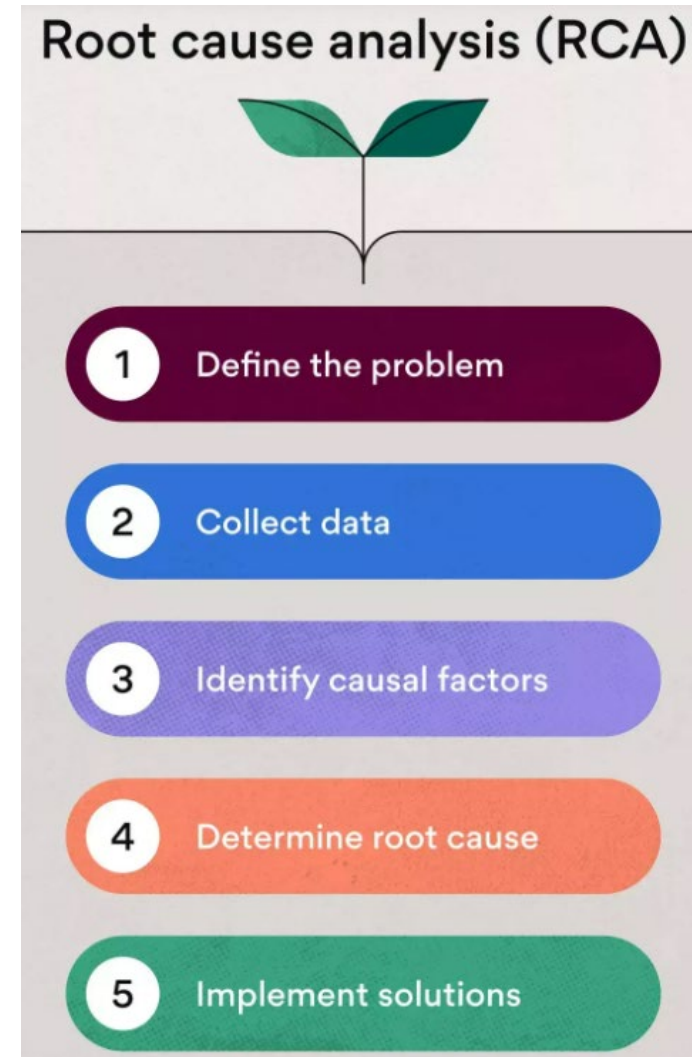 Root cause analysis (RCA)
1 Define the problem
2 Collect data
3 Identify causal factors
4 Determine root cause
5 Implement solutions